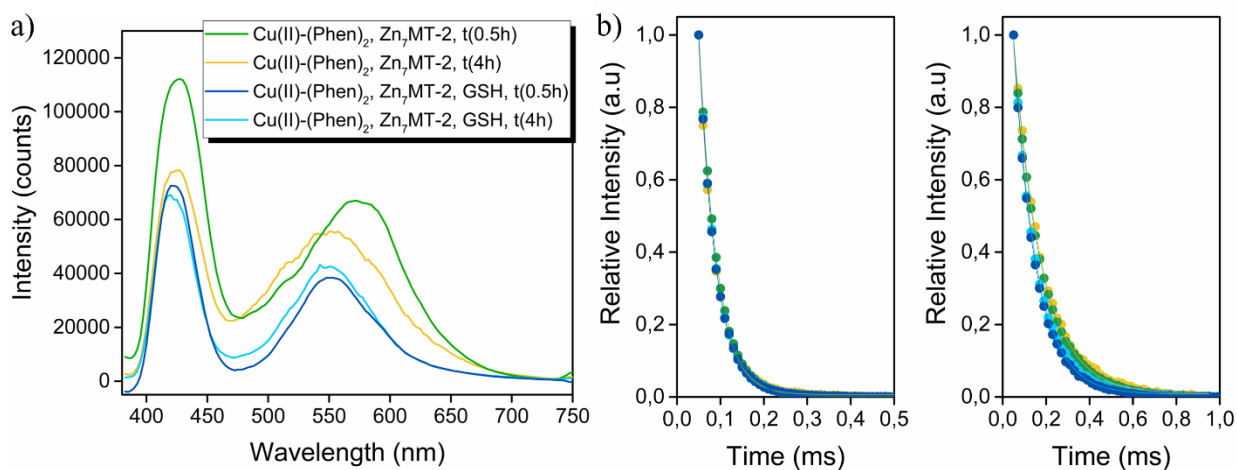 a)
Cu(II)-(Phen)2, Zn7MT-2, t(0.5h)
Cu(II)-(Phen)2, Zn7MT-2, t(4h)
Cu(II)-(Phen)2, Zn7MT-2, GSH, t(0.5h)
Cu(II)-(Phen)2, Zn7MT-2, GSH, t(4h)
Intensity (counts)
120000
100000
80000
60000
40000
20000
0
400 450 500 550 600 650 700 750
Wavelength (nm)
b)
Relative Intensity (a.u)
1,0
0,8
0,6
0,4
0,2
0,0
0,0 0,1 0,2 0,3 0,4 0,5
Time (ms)
Relative Intensity (a.u)
1,0
0,8
0,6
0,4
0,2
0,0
0,0 0,2 0,4 0,6 0,8 1,0
Time (ms)